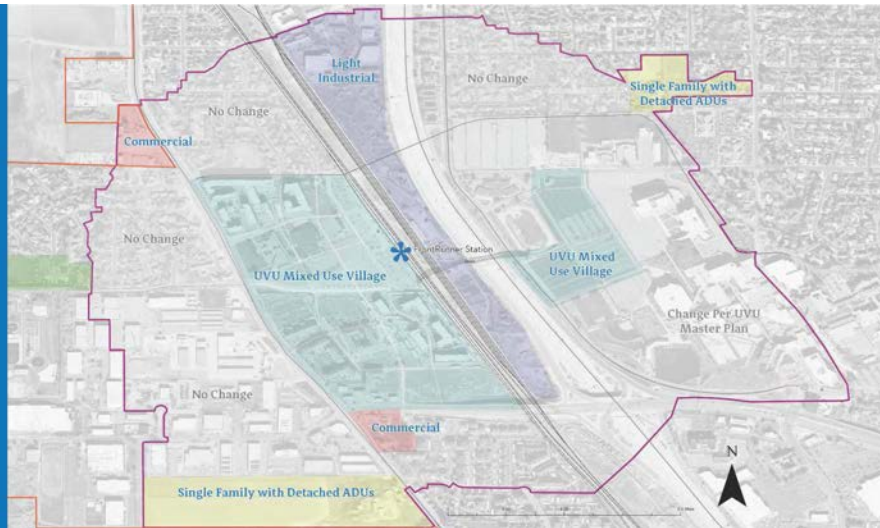 Light
Industrial
No Change
Single Family with
Detached ADUs
No Change
Commercial
No Change
FrontRunner Station
UVU Mixed Use Village
UVU Mixed
Use Village
Change Per UVU
Master Plan
No Change
Commercial
N
Single Family with Detached ADUs